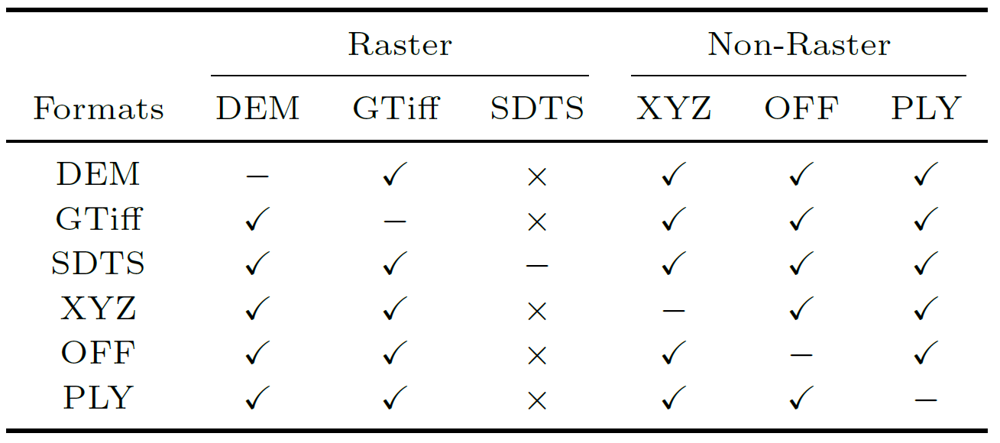 Raster Non-Raster
Formats DEM GTiff SDTS XYZ OFF PLY
DEM – ✓ × ✓ ✓ ✓
GTiff ✓ – × ✓ ✓ ✓
SDTS ✓ ✓ – ✓ ✓ ✓
XYZ ✓ ✓ × – ✓ ✓
OFF ✓ ✓ × ✓ – ✓
PLY ✓ ✓ × ✓ ✓ –